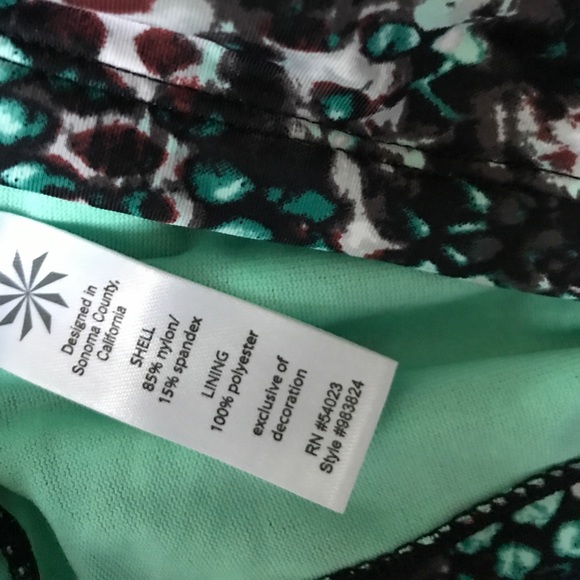 Designed in
Sonoma County,
California
SHELL
85% nylon/
15% spandex
LINING
100% polyester
exclusive of
decoration
RN #54023
Style #983824